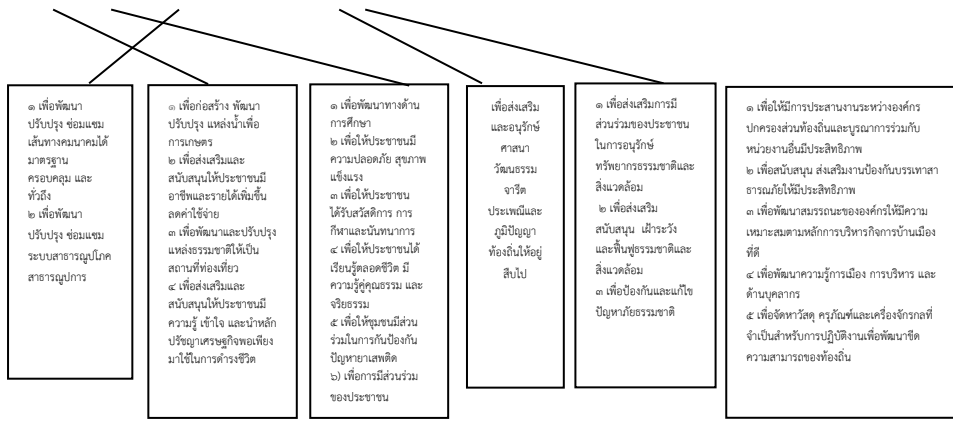 ๑ เพื่อพัฒนา
ปรับปรุง ซ่อมแซม
เส้นทางคมนาคมได้
มาตรฐาน
ครอบคลุม และ
ทั่วถึง
๒ เพื่อพัฒนา
ปรับปรุง ซ่อมแซม
ระบบสาธารณูปโภค
สาธารณูปการ
๑ เพื่อก่อสร้าง พัฒนา
ปรับปรุง แหล่งน้ำเพื่อ
การเกษตร
๒ เพื่อส่งเสริมและ
สนับสนุนให้ประชาชนมี
อาชีพและรายได้เพิ่มขึ้น
ลดค่าใช้จ่าย
๓ เพื่อพัฒนาและปรับปรุง
แหล่งธรรมชาติให้เป็น
สถานที่ท่องเที่ยว
๔ เพื่อส่งเสริมและ
สนับสนุนให้ประชาชนมี
ความรู้ เข้าใจ และนำหลัก
ปรัชญาเศรษฐกิจพอเพียง
มาใช้ในการดำรงชีวิต
๑ เพื่อพัฒนาทางด้าน
การศึกษา
๒ เพื่อให้ประชาชนมี
ความปลอดภัย สุขภาพ
แข็งแรง
๓ เพื่อให้ประชาชน
ได้รับสวัสดิการ การ
กีฬาและนันทนาการ
๔ เพื่อให้ประชาชนได้
เรียนรู้ตลอดชีวิต มี
ความรู้คู่คุณธรรม และ
จริยธรรม
๕ เพื่อให้ชุมชนมีส่วน
ร่วมในการกันป้องกัน
ปัญหายาเสพติด
๖) เพื่อการมีส่วนร่วม
ของประชาชน
เพื่อส่งเสริม
และอนุรักษ์
ศาสนา
วัฒนธรรม
จารีต
ประเพณีและ
ภูมิปัญญา
ท้องถิ่นให้อยู่
สืบไป
๑ เพื่อส่งเสริมการมี
ส่วนร่วมของประชาชน
ในการอนุรักษ์
ทรัพยากรธรรมชาติและ
สิ่งแวดล้อม
๒ เพื่อส่งเสริม
สนับสนุน เฝ้าระวัง
และฟื้นฟูธรรมชาติและ
สิ่งแวดล้อม
๓ เพื่อป้องกันและแก้ไข
ปัญหาภัยธรรมชาติ
๑ เพื่อให้มีการประสานงานระหว่างองค์กร
ปกครองส่วนท้องถิ่นและบูรณาการร่วมกับ
หน่วยงานอื่นมีประสิทธิภาพ
๒ เพื่อสนับสนุน ส่งเสริมงานป้องกันบรรเทาสา
ธารณภัยให้มีประสิทธิภาพ
๓ เพื่อพัฒนาสมรรถนะขององค์กรให้มีความ
เหมาะสมตามหลักการบริหารกิจการบ้านเมือง
ที่ดี
๔ เพื่อพัฒนาความรู้การเมือง การบริหาร และ
ด้านบุคลากร
๕ เพื่อจัดหาวัสดุ ครุภัณฑ์และเครื่องจักรกลที่
จำเป็นสำหรับการปฏิบัติงานเพื่อพัฒนาขีด
ความสามารถของท้องถิ่น